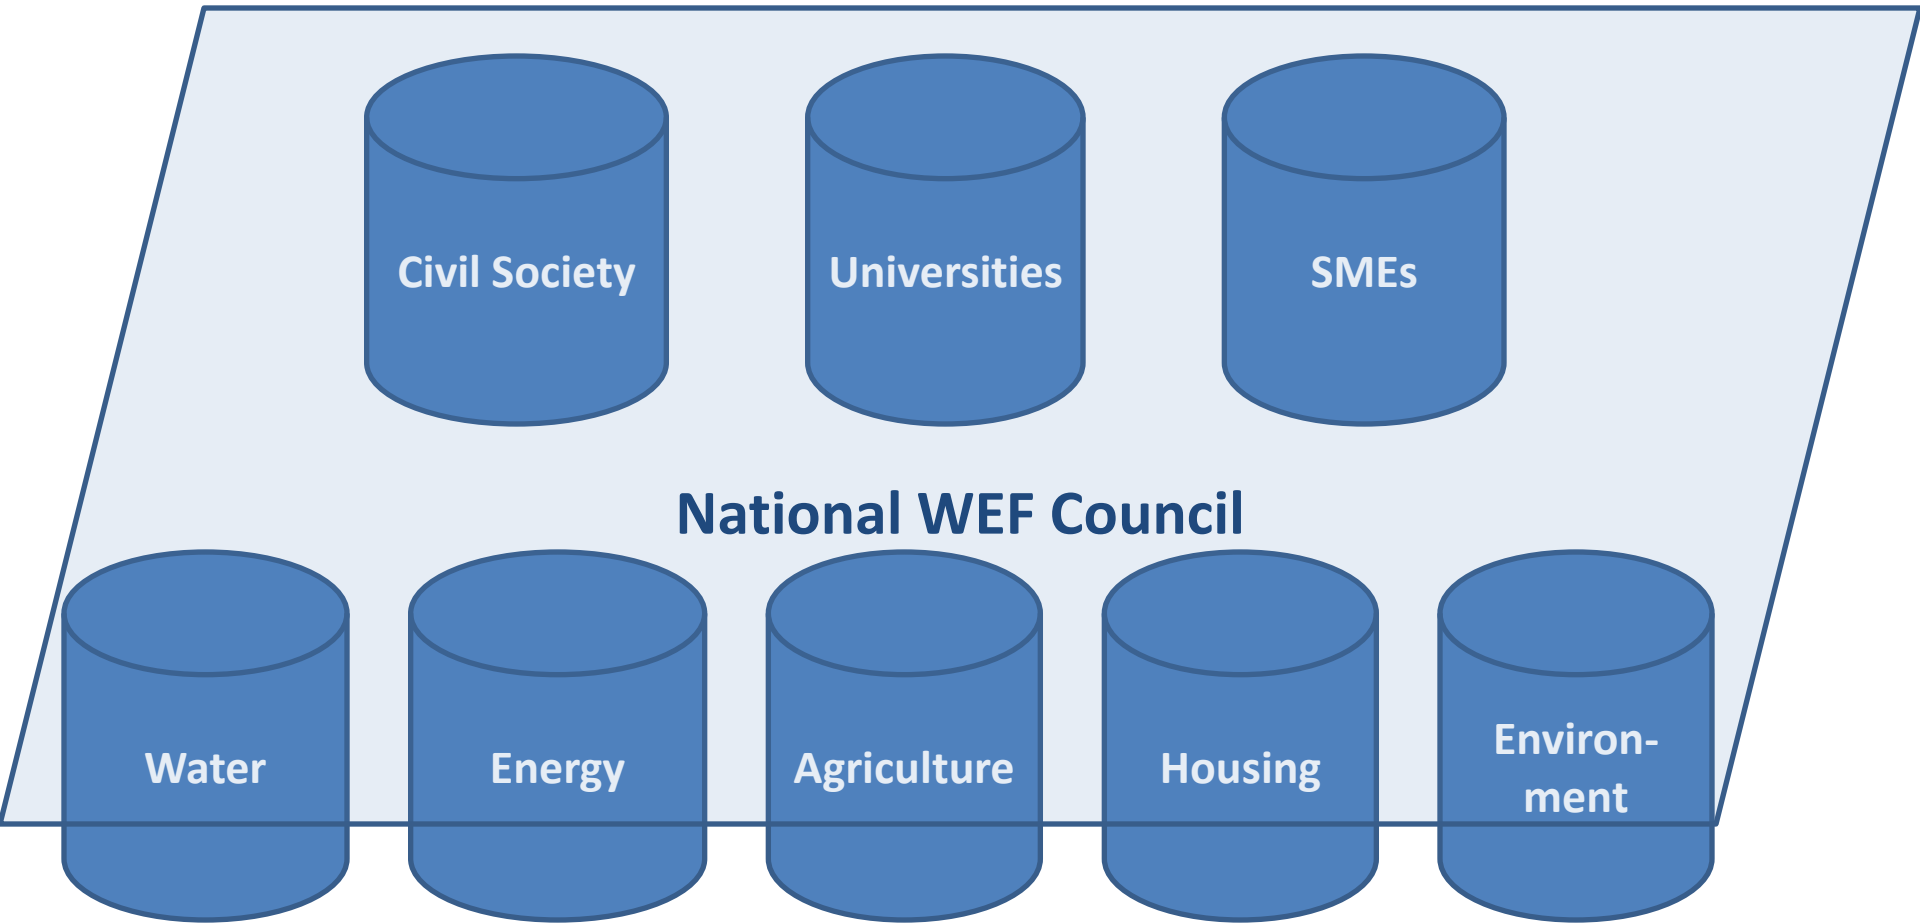 Civil Society
Universities
SMEs
National WEF Council
Water
Energy
Agriculture
Housing
Environ-
ment